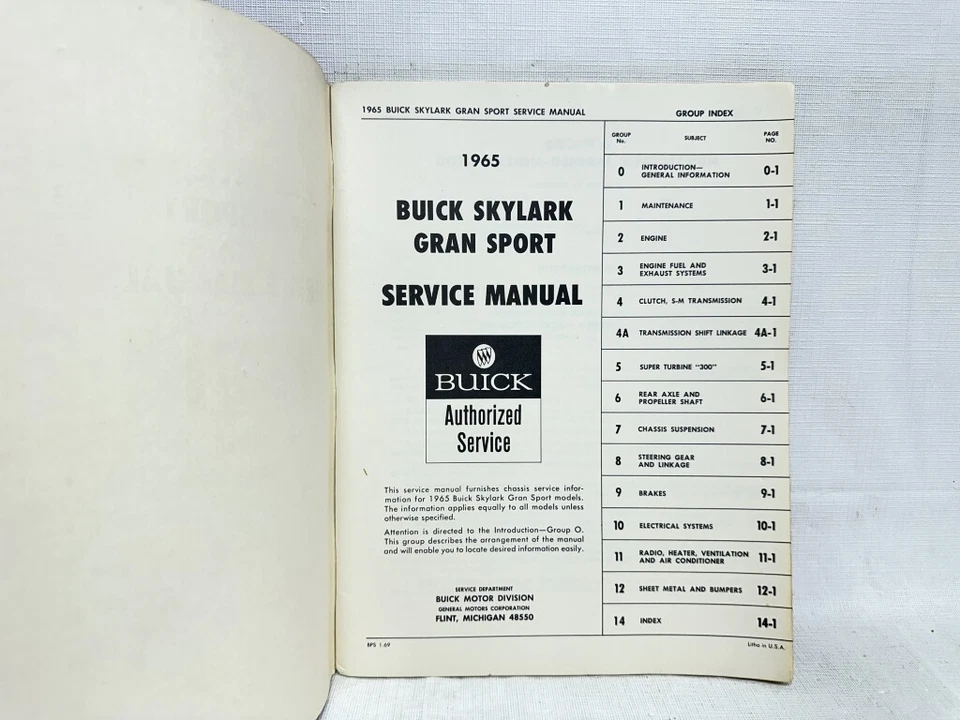 1965 BUICK SKYLARK GRAN SPORT SERVICE MANUAL
GROUP INDEX
1965
BUICK SKYLARK
GRAN SPORT
SERVICE MANUAL
BUICK
Authorized
Service
This service manual furnishes chassis service infor-
mation for 1965 Buick Skylark Gran Sport models.
The information applies equally to all models unless
otherwise specified.
Attention is directed to the Introduction—Group O.
This group describes the arrangement of the manual
and will enable you to locate desired information easily.
SERVICE DEPARTMENT
BUICK MOTOR DIVISION
GENERAL MOTORS CORPORATION
FLINT, MICHIGAN 48550
GROUP SUBJECT PAGE
No. NO.
0 INTRODUCTION— 0-1
GENERAL INFORMATION
1 MAINTENANCE 1-1
2 ENGINE 2-1
3 ENGINE FUEL AND 3-1
EXHAUST SYSTEMS
4 CLUTCH, S-M TRANSMISSION 4-1
4A TRANSMISSION SHIFT LINKAGE 4A-1
5 SUPER TURBINE "300" 5-1
6 REAR AXLE AND 6-1
PROPELLER SHAFT
7 CHASSIS SUSPENSION 7-1
8 STEERING GEAR 8-1
AND LINKAGE
9 BRAKES 9-1
10 ELECTRICAL SYSTEMS 10-1
11 RADIO, HEATER, VENTILATION 11-1
AND AIR CONDITIONER
12 SHEET METAL AND BUMPERS 12-1
14 INDEX 14-1
BPS 1.69
Litho in U.S.A.